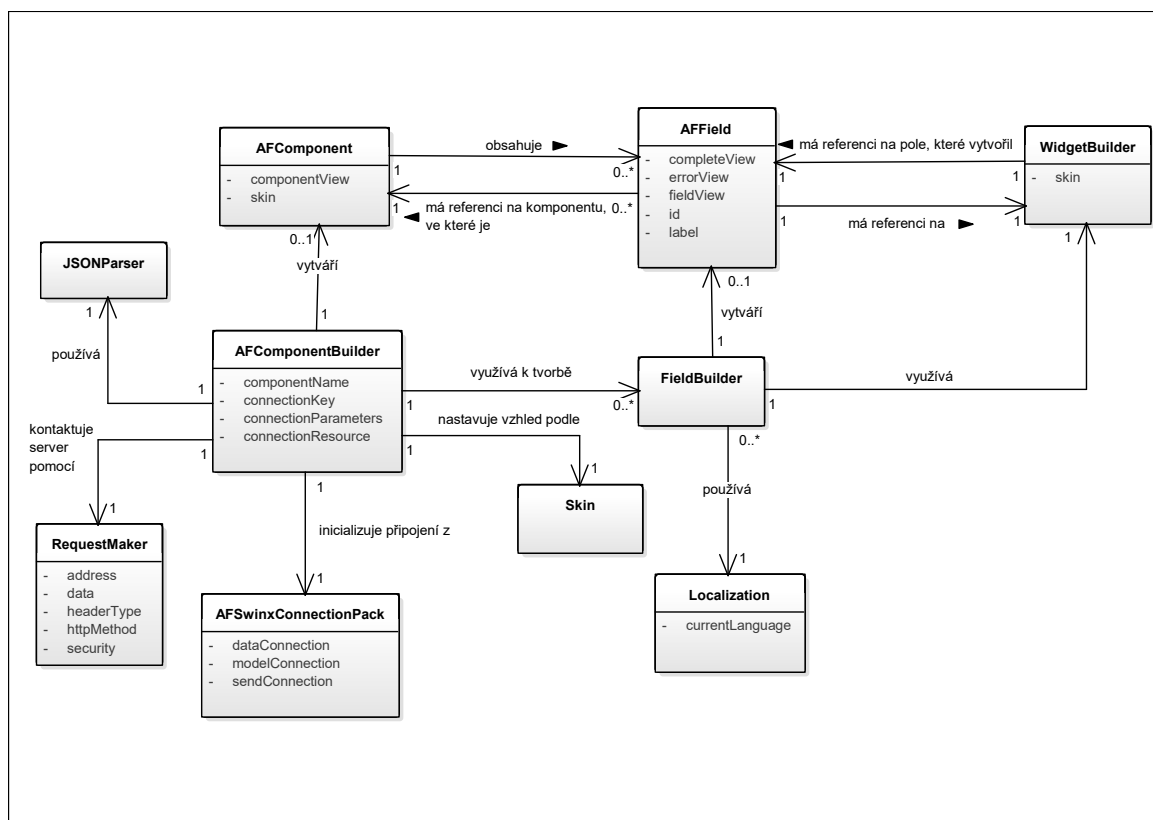 AFComponent
- componentView
- skin
obsahuje ►
1
0..*
AFField
- completeView
- errorView
- fieldView
- id
- label
◄ má referenci na pole, které vytvořil
1
1
WidgetBuilder
- skin
1
◄ má referenci na komponentu,
ve které je
0..*
1
má referenci na ►
1
0..1
vytváří
1
0..1
vytváří
1
1
JSONParser
1
používá
1
AFComponentBuilder
- componentName
- connectionKey
- connectionParameters
- connectionResource
využívá k tvorbě
1
0..*
FieldBuilder
využívá
1
nastavuje vzhled podle
1
1
Skin
kontaktuje
server
pomocí
1
1
RequestMaker
- address
- data
- headerType
- httpMethod
- security
1
inicializuje připojení z
1
AFSwinxConnectionPack
- dataConnection
- modelConnection
- sendConnection
0..*
používá
1
Localization
- currentLanguage